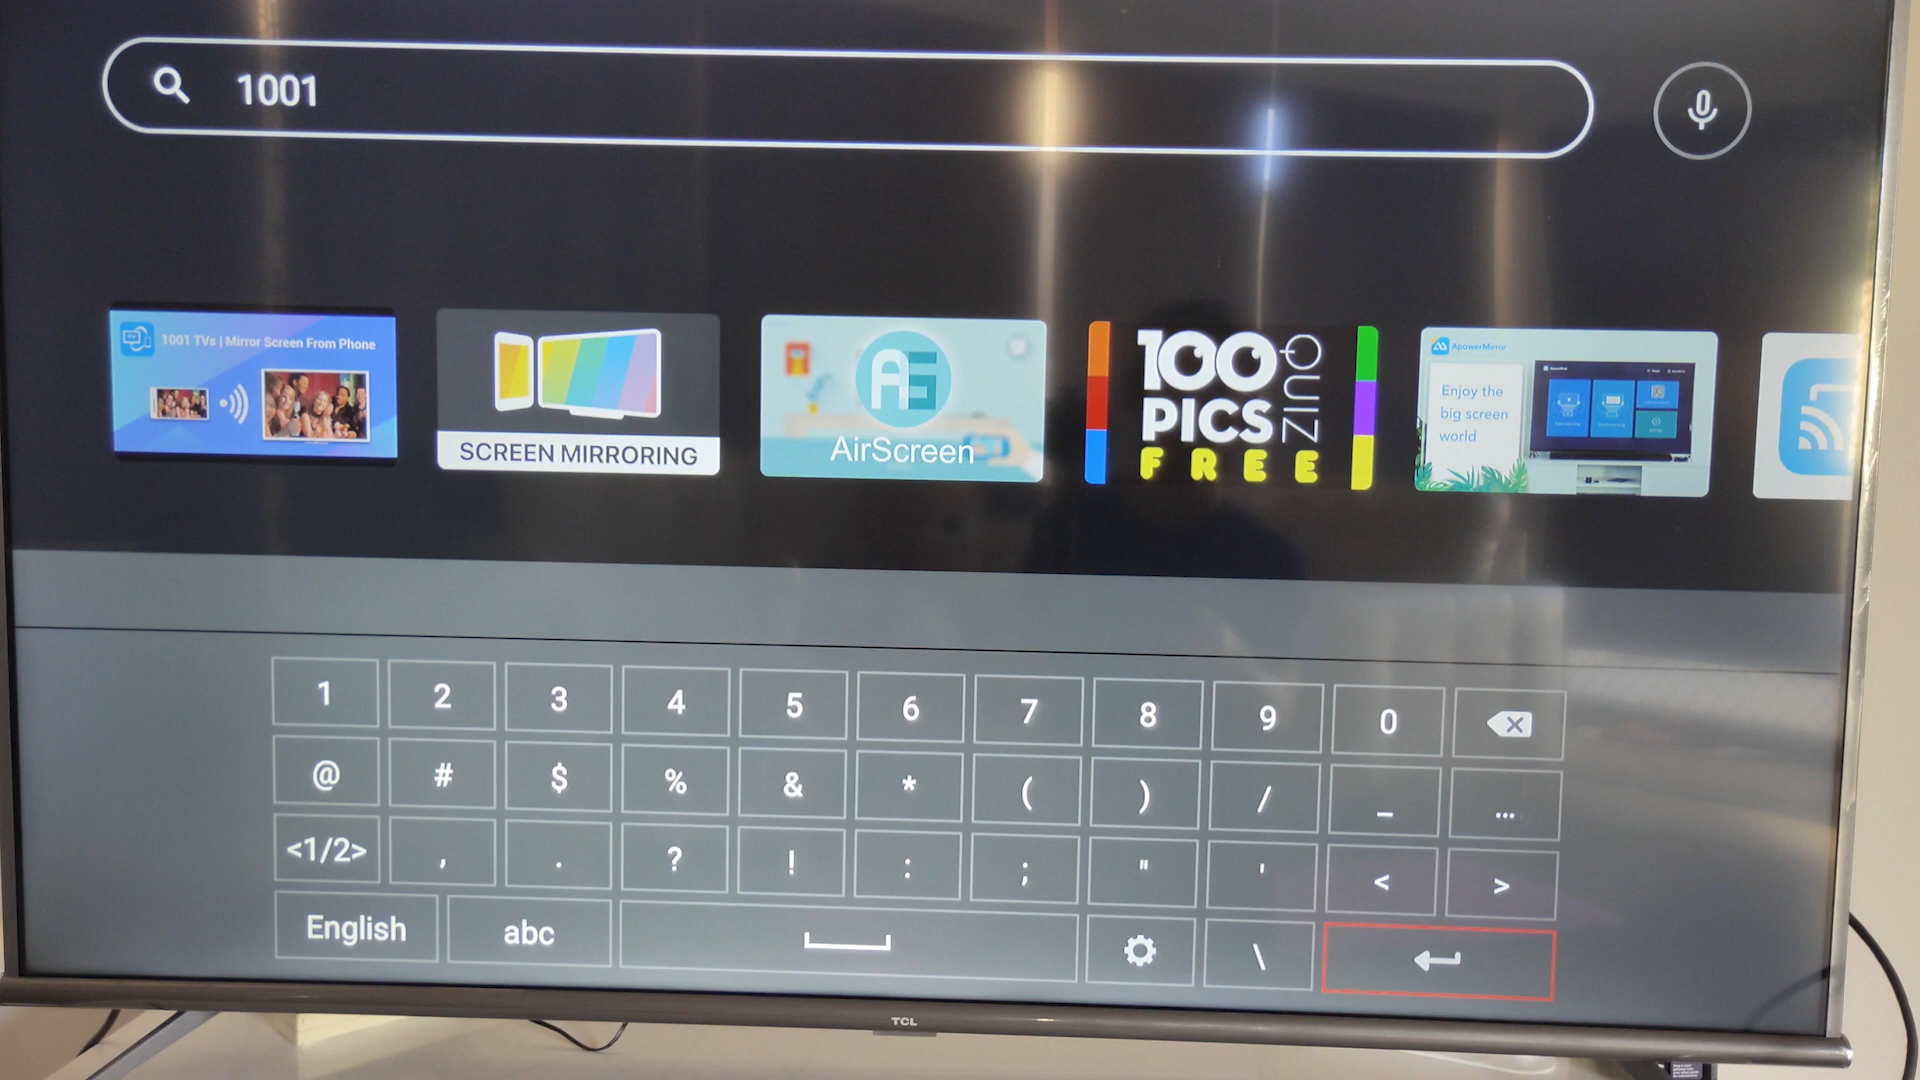 1001
1001 TVs | Mirror Screen From Phone
SCREEN MIRRORING
AS
AirScreen
100
PICS
QUIZ
FREE
ApowerMirror
Enjoy the
big screen
world
1 2 3 4 5 6 7 8 9 0
@ # $ % & * ( ) / _ ...
<1/2> , . ? ! : ; " ' < >
English abc \
TCL